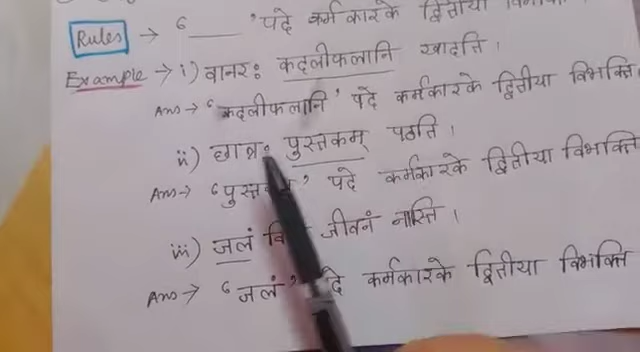 Rules → ‘ ___ ’ पदे कर्मकारके द्वितीया
Example → i) वानरः कदलीफलानि खादति ।
Ans → ‘कदलीफलानि’ पदे कर्मकारके द्वितीया विभक्ति
ii) छात्रः पुस्तकम् पठति ।
Ans → पदे कर्मकारके द्वितीया विभक्ति
iii) जलं जीवनं नास्ति ।
Ans → ‘जलं’ कर्मकारके द्वितीया विभक्ति